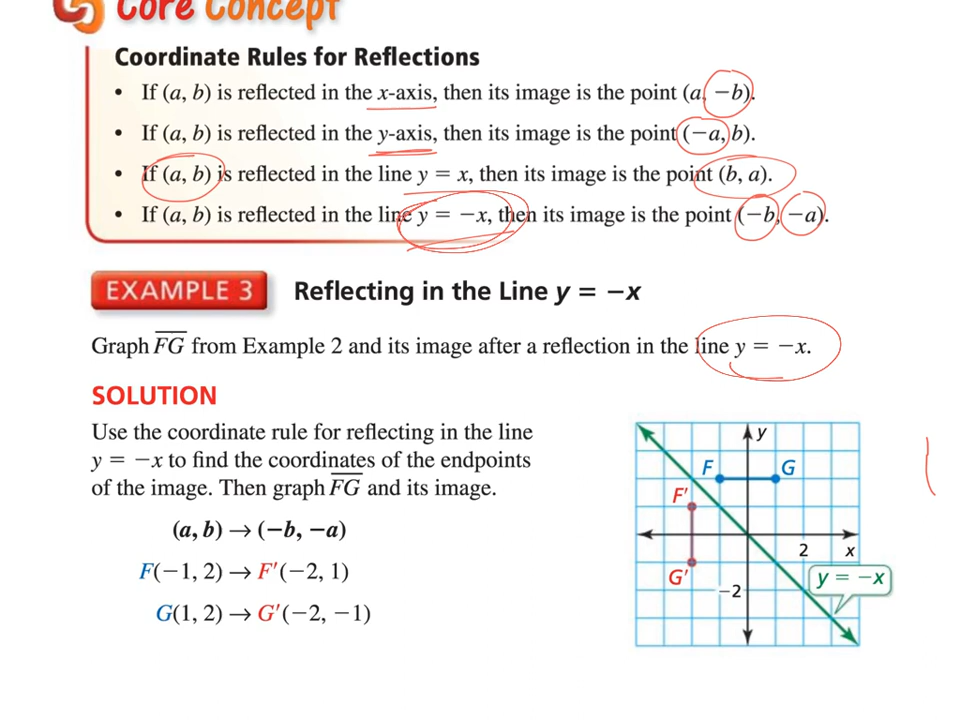 Core Concept
Coordinate Rules for Reflections
• If (a, b) is reflected in the x-axis, then its image is the point (a, −b).
• If (a, b) is reflected in the y-axis, then its image is the point (−a, b).
• If (a, b) is reflected in the line y = x, then its image is the point (b, a).
• If (a, b) is reflected in the line y = −x, then its image is the point (−b, −a).
EXAMPLE 3 Reflecting in the Line y = −x
Graph F̅G̅ from Example 2 and its image after a reflection in the line y = −x.
SOLUTION
Use the coordinate rule for reflecting in the line
y = −x to find the coordinates of the endpoints
of the image. Then graph F̅G̅ and its image.
(a, b) → (−b, −a)
F(−1, 2) → F′(−2, 1)
G(1, 2) → G′(−2, −1)
y
F G
F'
2 x
G'
−2
y = −x